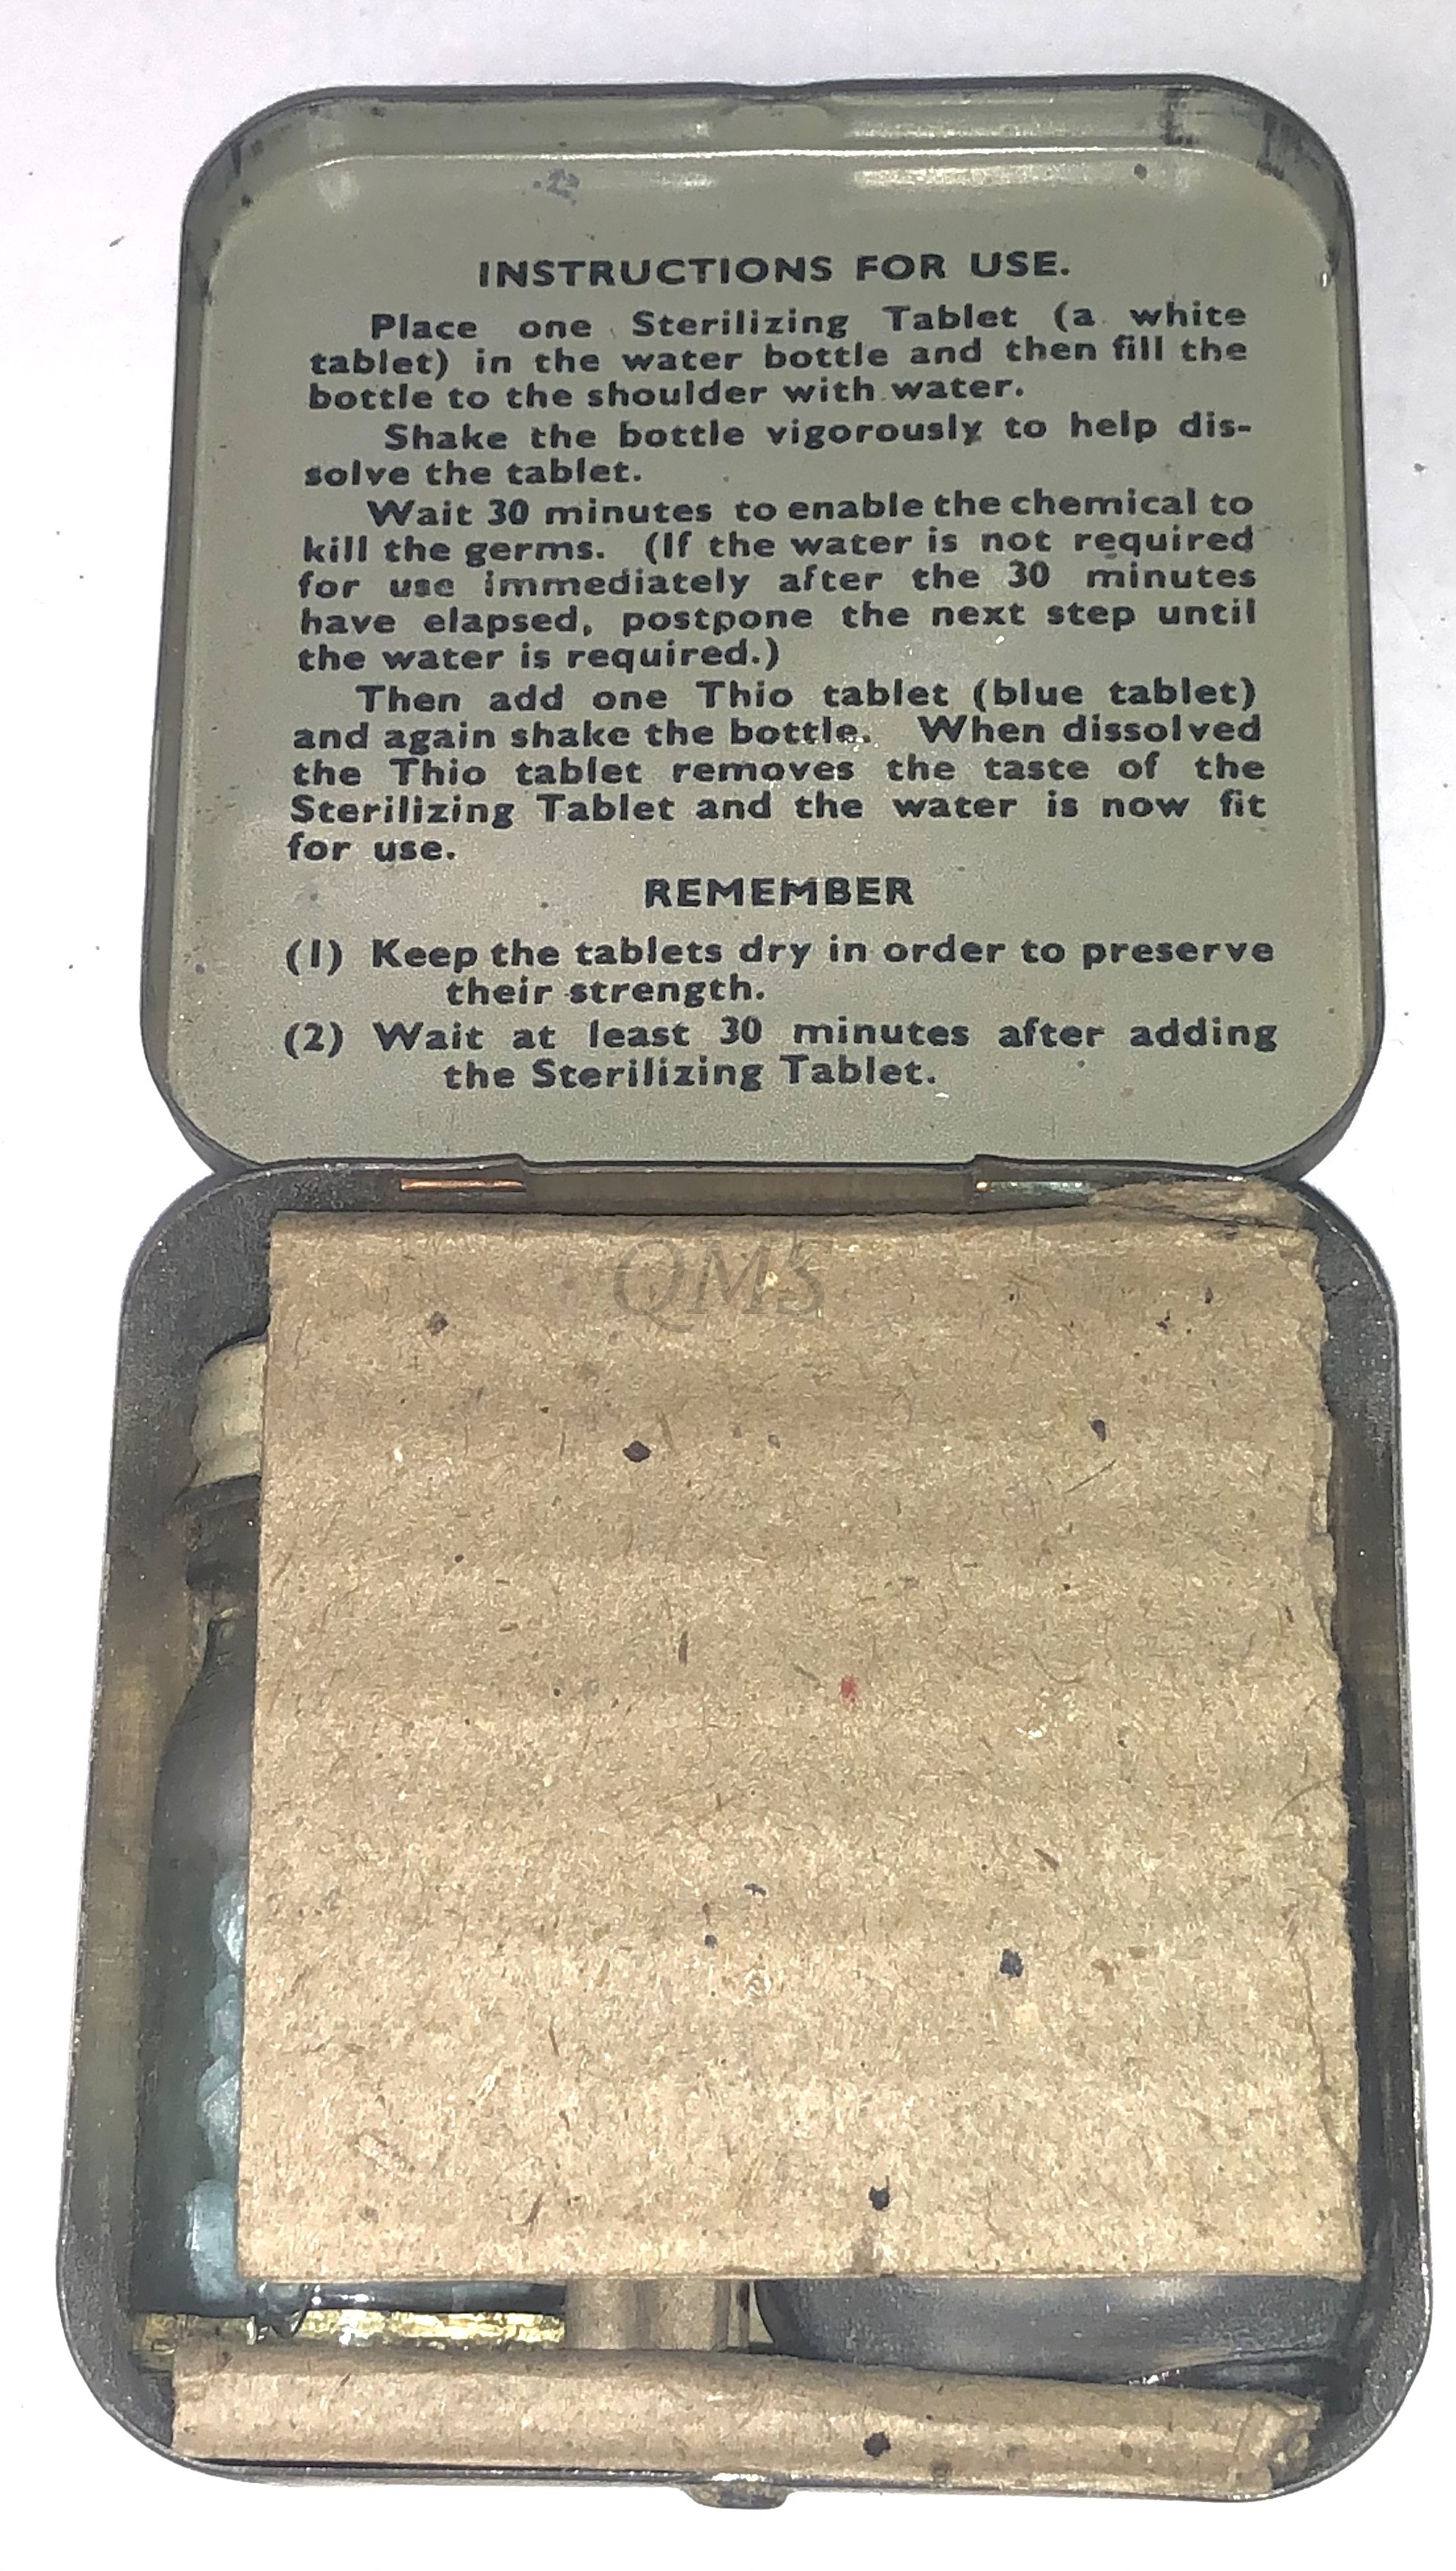 INSTRUCTIONS FOR USE.
Place one Sterilizing Tablet (a white
tablet) in the water bottle and then fill the
bottle to the shoulder with water.
Shake the bottle vigorously to help dis-
solve the tablet.
Wait 30 minutes to enable the chemical to
kill the germs. (If the water is not required
for use immediately after the 30 minutes
have elapsed, postpone the next step until
the water is required.)
Then add one Thio tablet (blue tablet)
and again shake the bottle. When dissolved
the Thio tablet removes the taste of the
Sterilizing Tablet and the water is now fit
for use.
REMEMBER
(1) Keep the tablets dry in order to preserve
their strength.
(2) Wait at least 30 minutes after adding
the Sterilizing Tablet.
QMS